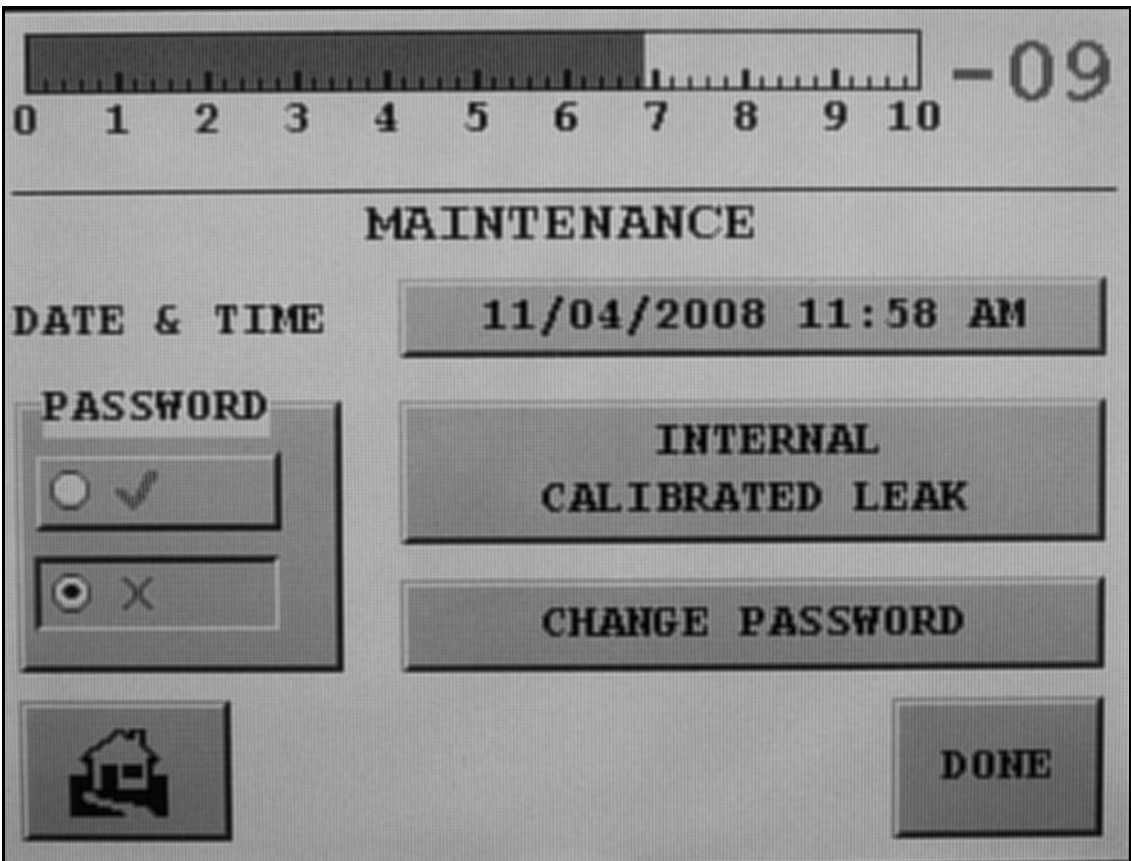 0 1 2 3 4 5 6 7 8 9 10
-09
MAINTENANCE
DATE & TIME
11/04/2008 11:58 AM
PASSWORD
INTERNAL
CALIBRATED LEAK
CHANGE PASSWORD
DONE